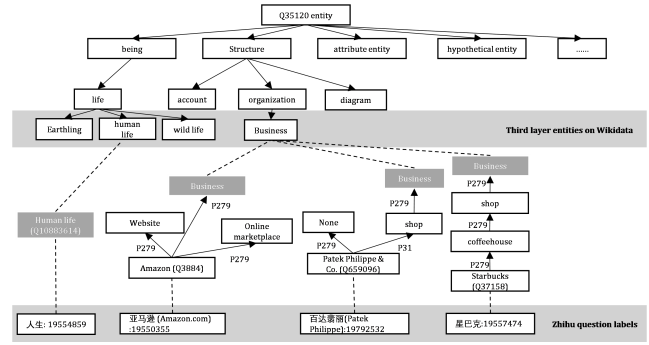 Q35120 entity
being
Structure
attribute entity
hypothetical entity
......
life
account
organization
diagram
Earthling
human
life
wild life
Business
Third layer entities on Wikidata
Business
P279
Business
P279
Business
P279
shop
P279
coffeehouse
P279
Starbucks
(Q37158)
Human life
(Q10883614)
Website
P279
Online
marketplace
P279
Amazon (Q3884)
None
P279
shop
P31
Patek Philippe &
Co. (Q659096)
人生: 19554859
亚马逊 (Amazon.com)
:19550355
百达翡丽(Patek
Philippe):19792532
星巴克:19557474
Zhihu question labels